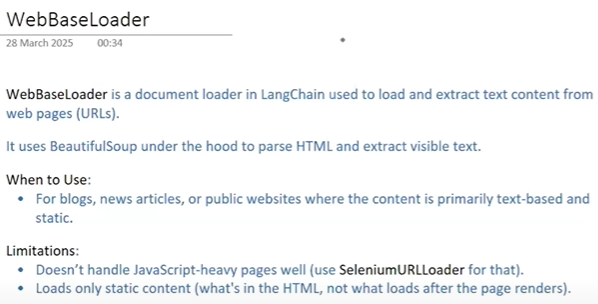 WebBaseLoader
28 March 2025 00:34
WebBaseLoader is a document loader in LangChain used to load and extract text content from
web pages (URLs).
It uses BeautifulSoup under the hood to parse HTML and extract visible text.
When to Use:
• For blogs, news articles, or public websites where the content is primarily text-based and
static.
Limitations:
• Doesn't handle JavaScript-heavy pages well (use SeleniumURLLoader for that).
• Loads only static content (what's in the HTML, not what loads after the page renders).